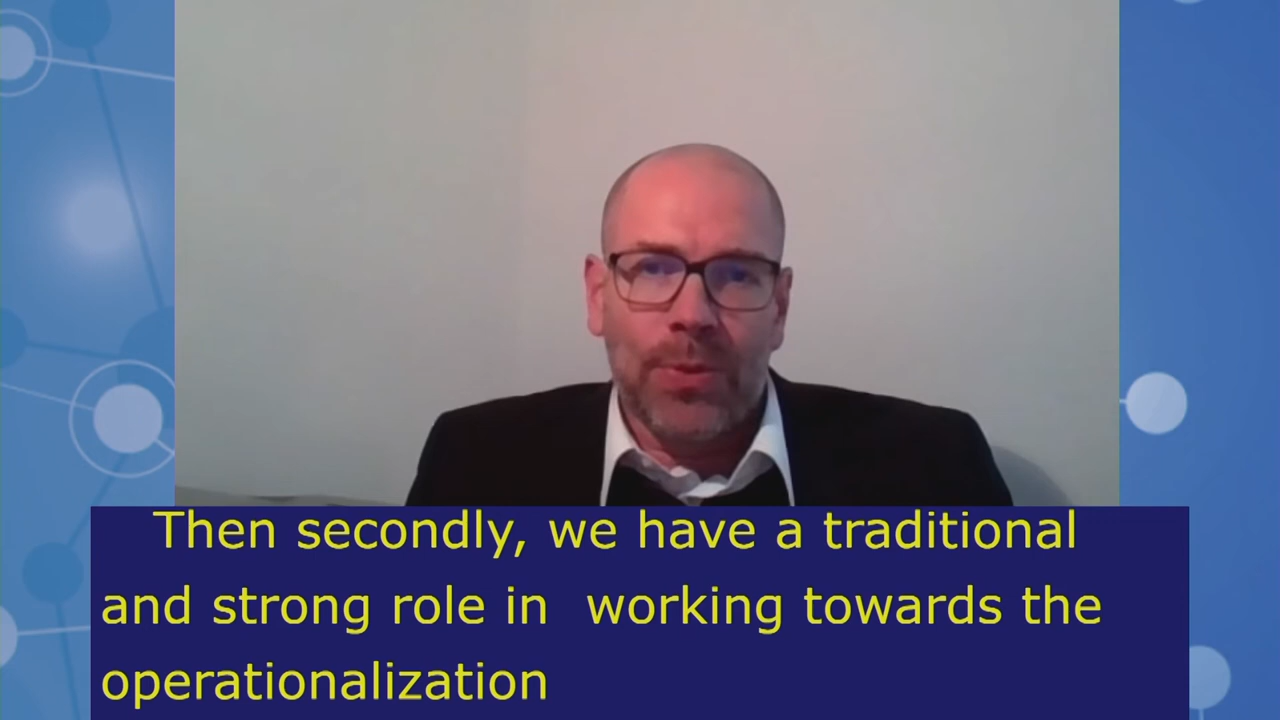 Then secondly, we have a traditional
and strong role in working towards the
operationalization